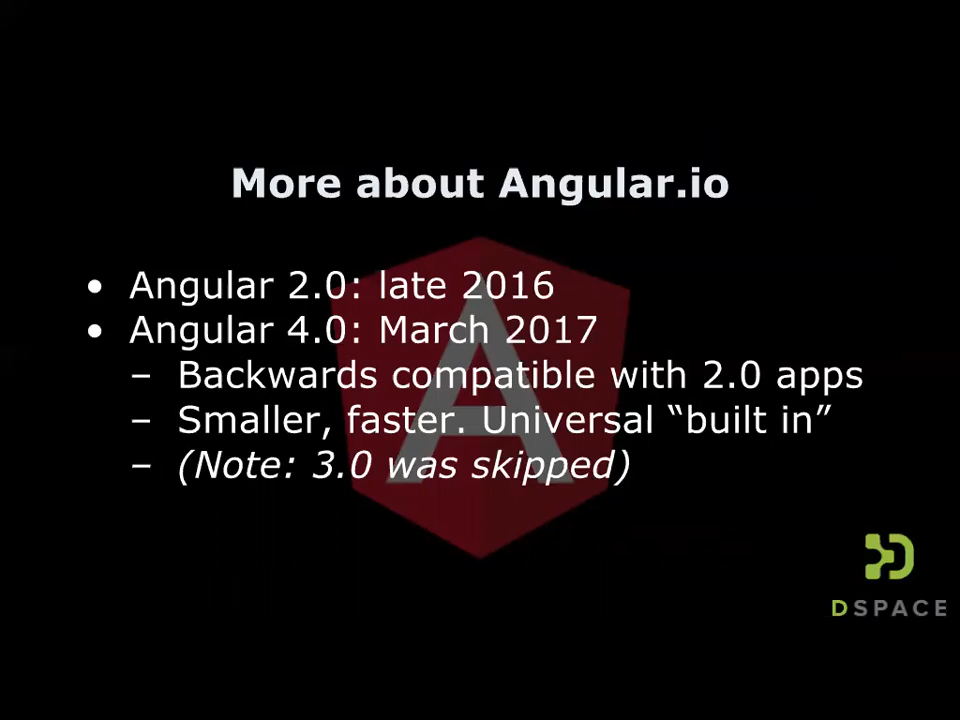 More about Angular.io
• Angular 2.0: late 2016
• Angular 4.0: March 2017
– Backwards compatible with 2.0 apps
– Smaller, faster. Universal “built in”
– (Note: 3.0 was skipped)
DSPACE